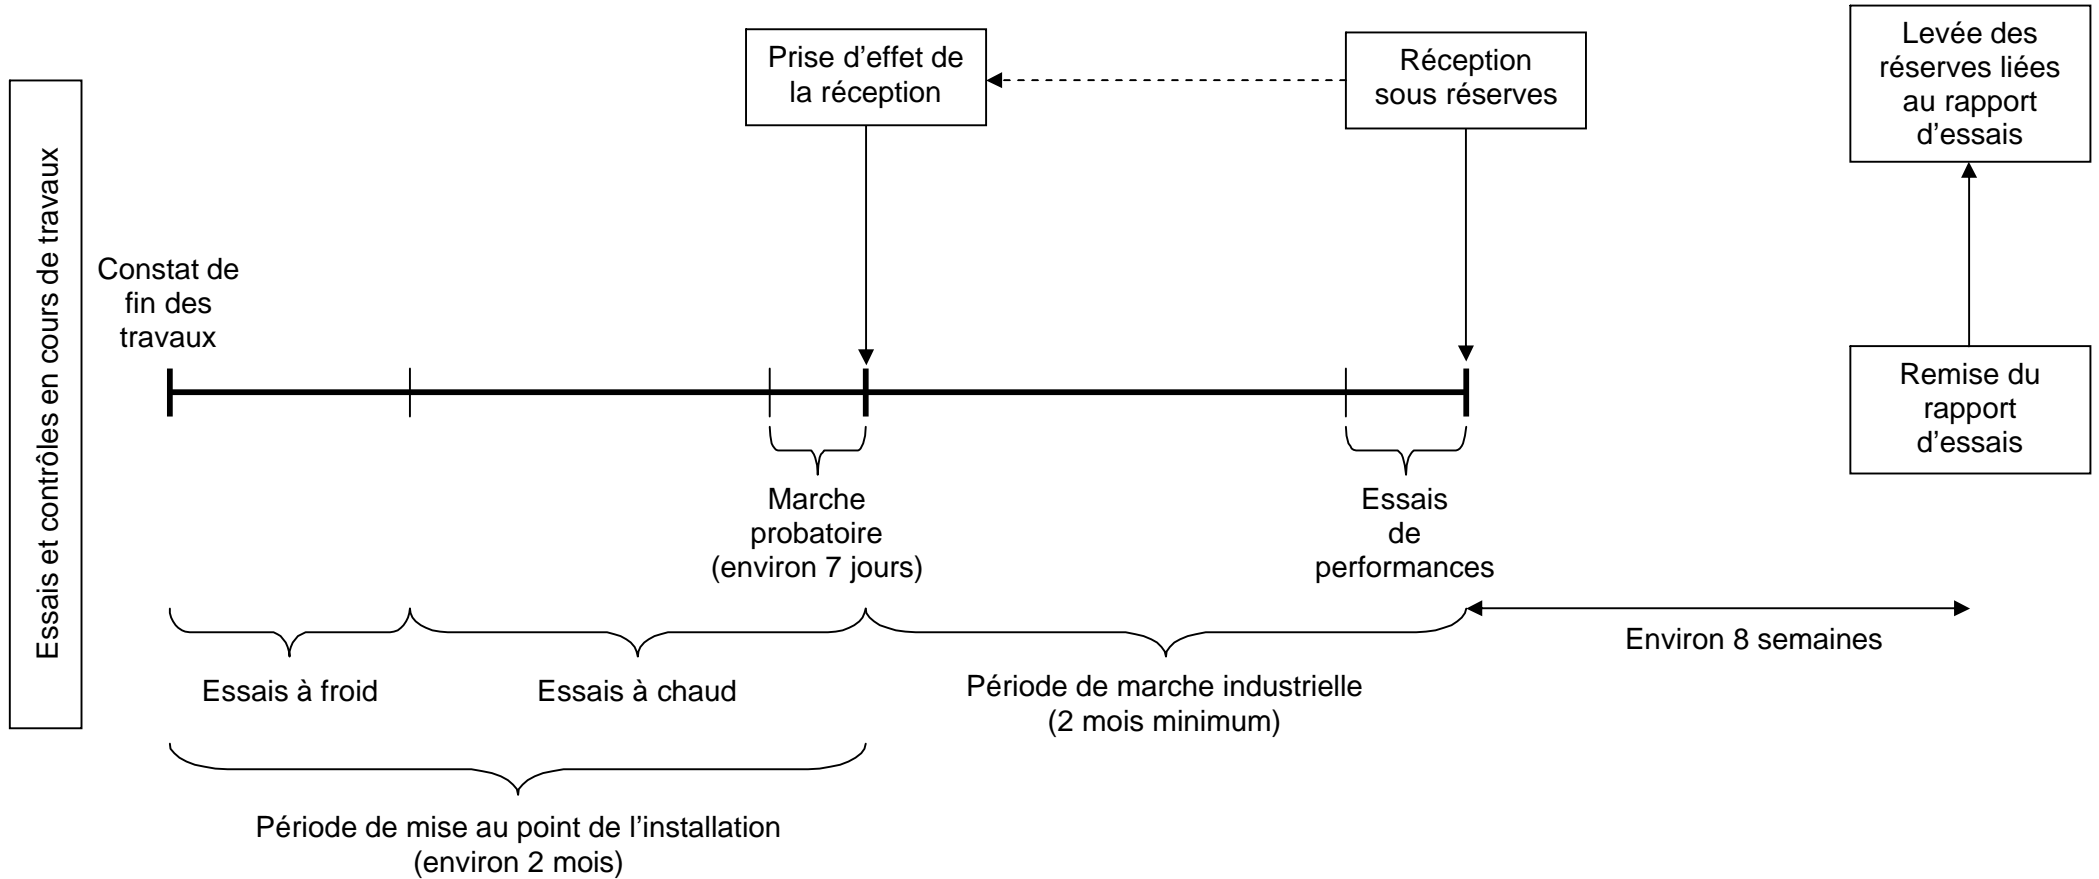 Essais et contrôles en cours de travaux
Constat de
fin des
travaux
Prise d’effet de
la réception
Réception
sous réserves
Levée des
réserves liées
au rapport
d’essais
Remise du
rapport
d’essais
Marche
probatoire
(environ 7 jours)
Essais
de
performances
Essais à froid
Essais à chaud
Période de marche industrielle
(2 mois minimum)
Environ 8 semaines
Période de mise au point de l’installation
(environ 2 mois)